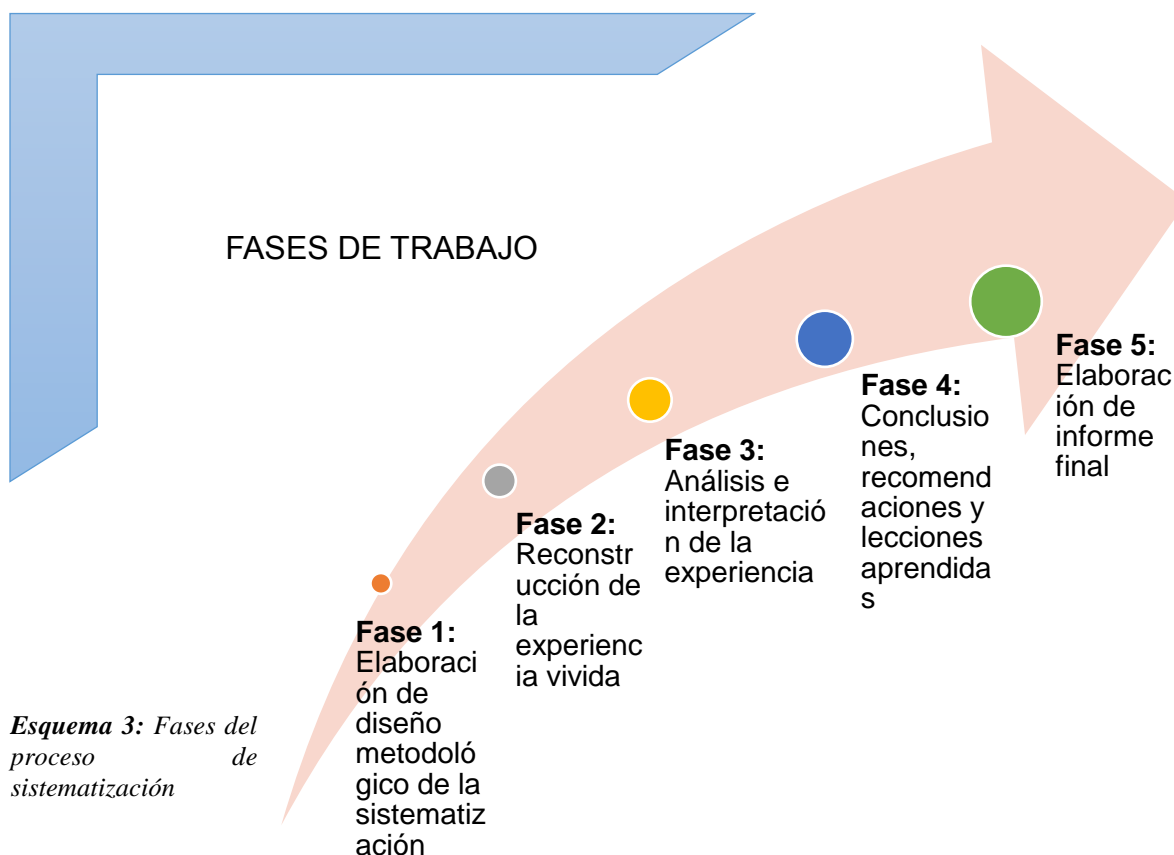 FASES DE TRABAJO
Fase 1:
Elaboraci
ón de
diseño
metodoló
gico de la
sistematiz
ación
Fase 2:
Reconstr
ucción de
la
experienc
ia vivida
Fase 3:
Análisis e
interpretació
n de la
experiencia
Fase 4:
Conclusio
nes,
recomend
aciones y
lecciones
aprendida
s
Fase 5:
Elaborac
ión de
informe
final
Esquema 3: Fases del
proceso de
sistematización